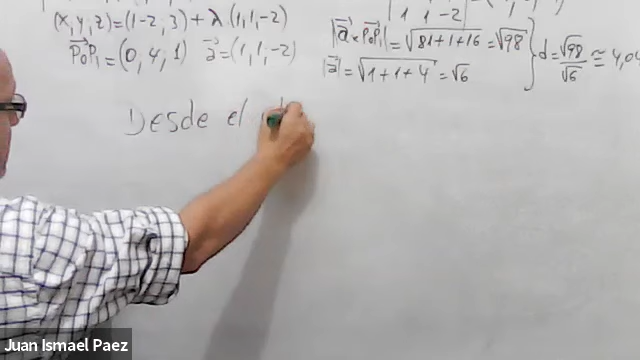 | 1 1 -2 |
(x,y,z)=(1-2;3)+λ.(1,1,-2)
P₀P₁=(0,4,1) a=(1,1,-2)
|a×P₀P₁|=√81+1+16=√98
|a|=√1+1+4=√6
d=√98/√6≅4,04
Desde el
Juan Ismael Paez